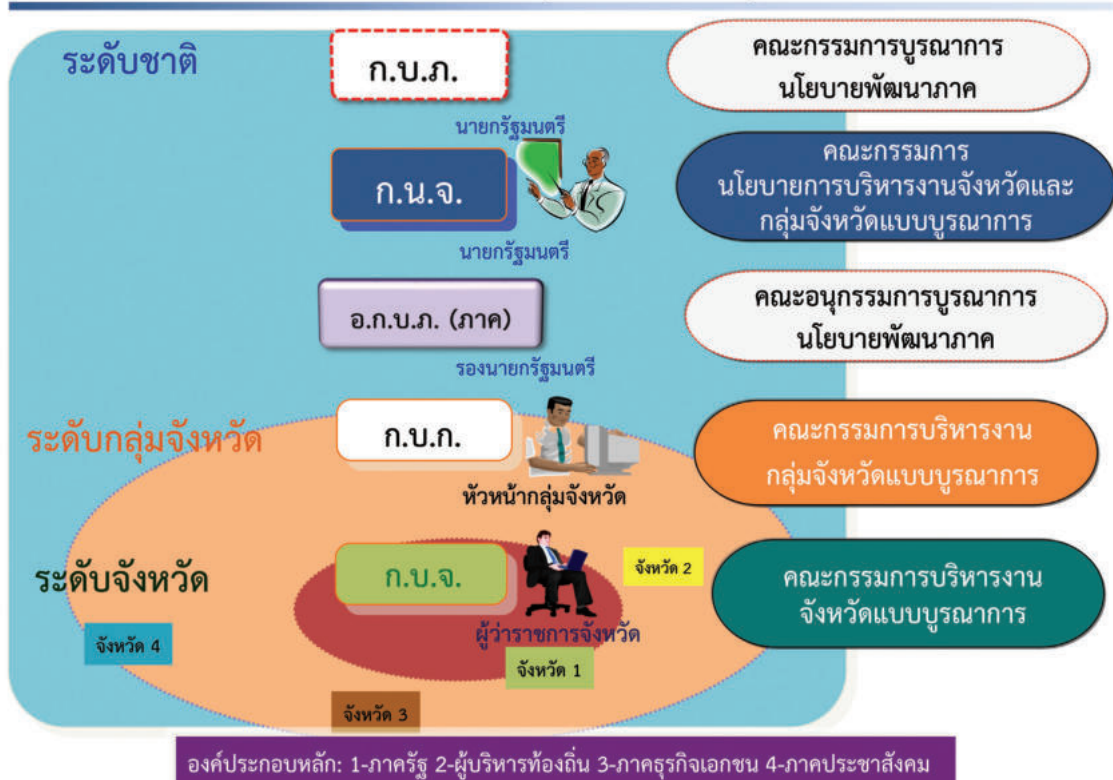 ระดับชาติ
ก.บ.ภ.
คณะกรรมการบูรณาการ
นโยบายพัฒนาภาค
นายกรัฐมนตรี
ก.น.จ.
คณะกรรมการ
นโยบายการบริหารงานจังหวัดและ
กลุ่มจังหวัดแบบบูรณาการ
นายกรัฐมนตรี
อ.ก.บ.ภ. (ภาค)
คณะอนุกรรมการบูรณาการ
นโยบายพัฒนาภาค
รองนายกรัฐมนตรี
ระดับกลุ่มจังหวัด
ก.บ.ก.
คณะกรรมการบริหารงาน
กลุ่มจังหวัดแบบบูรณาการ
หัวหน้ากลุ่มจังหวัด
ระดับจังหวัด
ก.บ.จ.
จังหวัด 2
คณะกรรมการบริหารงาน
จังหวัดแบบบูรณาการ
ผู้ว่าราชการจังหวัด
จังหวัด 4
จังหวัด 1
จังหวัด 3
องค์ประกอบหลัก: 1-ภาครัฐ 2-ผู้บริหารท้องถิ่น 3-ภาคธุรกิจเอกชน 4-ภาคประชาสังคม